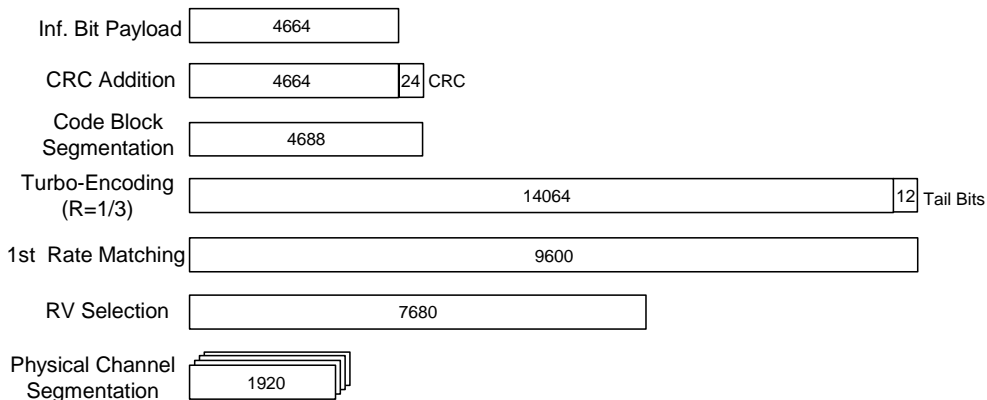 Inf. Bit Payload 4664
CRC Addition 4664 24 CRC
Code Block
Segmentation 4688
Turbo-Encoding
(R=1/3) 14064 12 Tail Bits
1st Rate Matching 9600
RV Selection 7680
Physical Channel
Segmentation 1920